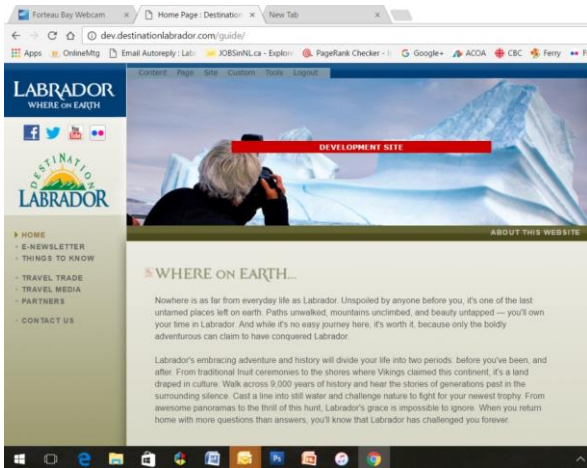 Forteau Bay Webcam
Home Page : Destination
New Tab
dev.destinationlabrador.com/guide/
Apps OnlineMtg Email Autoreply : Lab JOBSinNL.ca - Explore PageRank Checker - Google+ ACOA CBC Ferry
Content Page Site Custom Tools Logout
LABRADOR
WHERE ON EARTH
DEVELOPMENT SITE
DESTINATION
LABRADOR
ABOUT THIS WEBSITE
HOME
E-NEWSLETTER
THINGS TO KNOW
TRAVEL TRADE
TRAVEL MEDIA
PARTNERS
CONTACT US
WHERE ON EARTH...
Nowhere is as far from everyday life as Labrador. Unspoiled by anyone before you, it's one of the last
untamed places left on earth. Paths unwalked, mountains unclimbed, and beauty untapped — you'll own
your time in Labrador. And while it's no easy journey here, it's worth it, because only the boldly
adventurous can claim to have conquered Labrador.
Labrador's embracing adventure and history will divide your life into two periods: before you've been, and
after. From traditional Inuit ceremonies to the shores where Vikings claimed this continent, it's a land
draped in culture. Walk across 9,000 years of history and hear the stories of generations past in the
surrounding silence. Cast a line into still water and challenge nature to fight for your newest trophy. From
awesome panoramas to the thrill of this hunt, Labrador's grace is impossible to ignore. When you return
home with more questions than answers, you'll know that Labrador has challenged you forever.